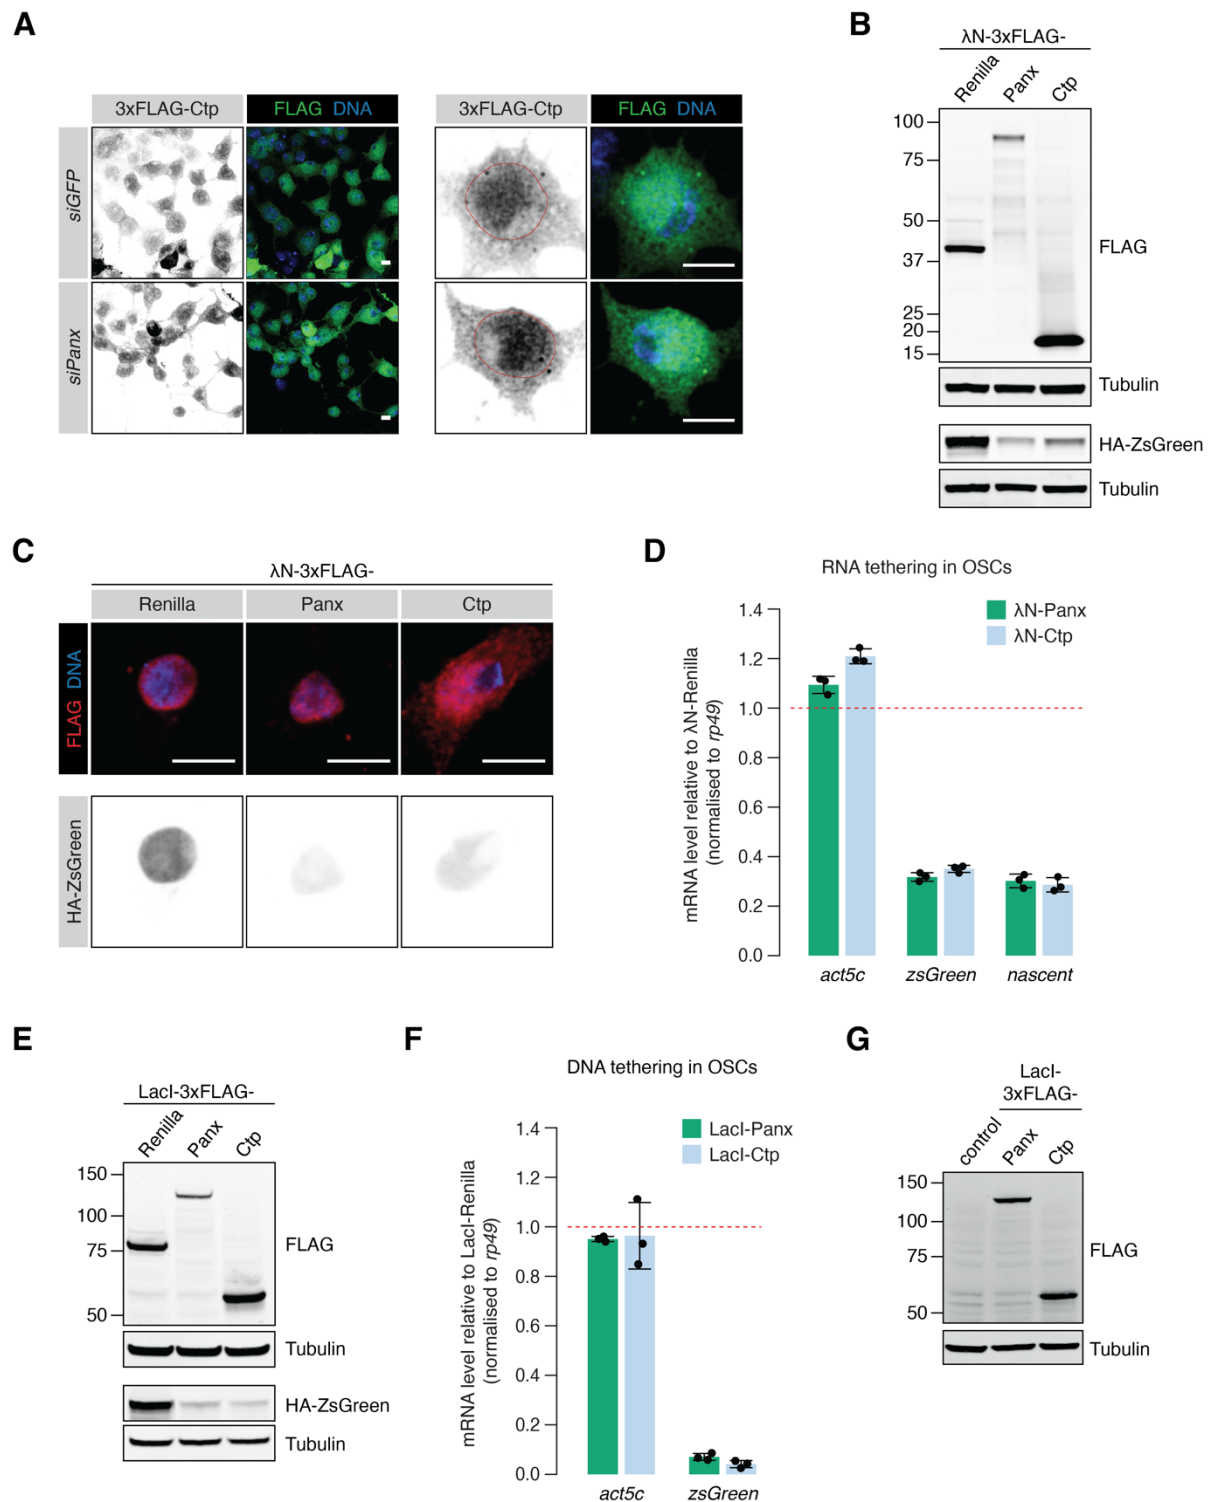 A
3xFLAG-Ctp
FLAG DNA
3xFLAG-Ctp
FLAG DNA
siGFP
siPanx
B
λN-3xFLAG-
Renilla
Panx
Ctp
100
75
50
37
25
20
15
FLAG
Tubulin
HA-ZsGreen
Tubulin
C
λN-3xFLAG-
Renilla
Panx
Ctp
FLAG DNA
HA-ZsGreen
D
RNA tethering in OSCs
λN-Panx
λN-Ctp
mRNA level relative to λN-Renilla
(normalised to rp49)
1.4
1.2
1.0
0.8
0.6
0.4
0.2
0.0
act5c
zsGreen
nascent
E
LacI-3xFLAG-
Renilla
Panx
Ctp
150
100
75
50
FLAG
Tubulin
HA-ZsGreen
Tubulin
F
DNA tethering in OSCs
LacI-Panx
LacI-Ctp
mRNA level relative to LacI-Renilla
(normalised to rp49)
1.4
1.2
1.0
0.8
0.6
0.4
0.2
0.0
act5c
zsGreen
G
LacI-
3xFLAG-
control
Panx
Ctp
150
100
75
50
FLAG
Tubulin